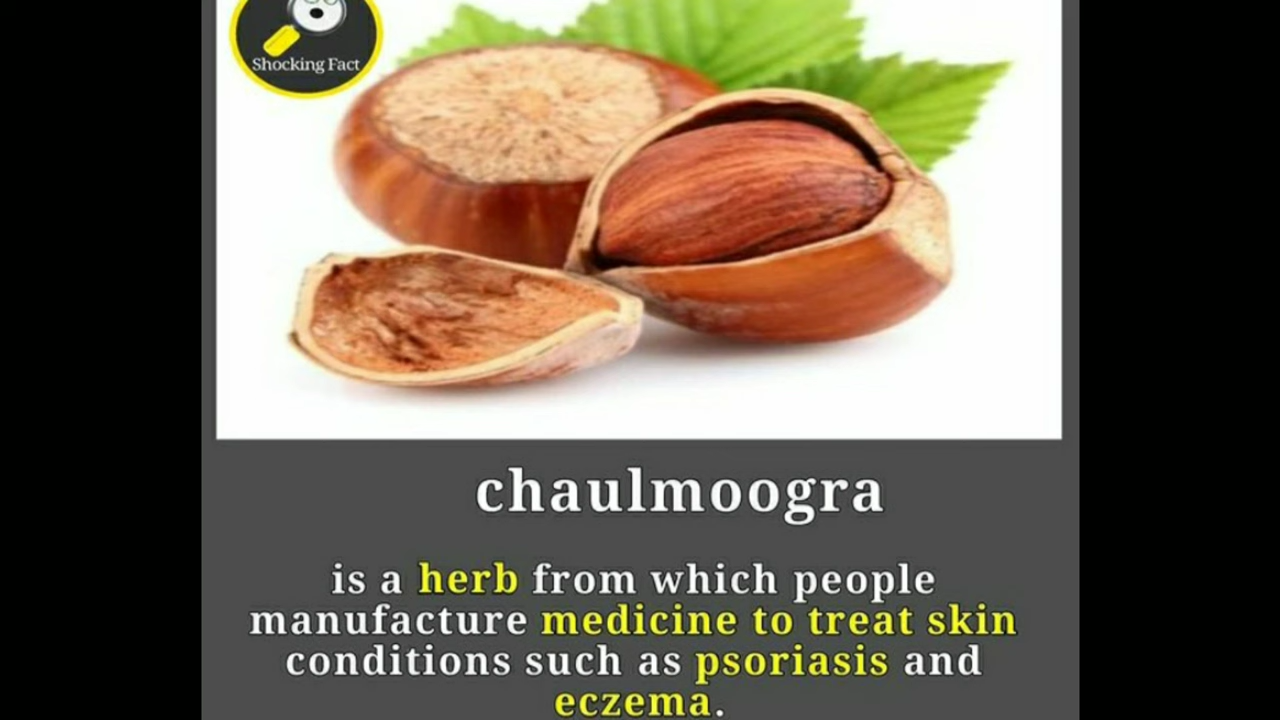 Shocking Fact
chaulmoogra
is a herb from which people
manufacture medicine to treat skin
conditions such as psoriasis and
eczema.